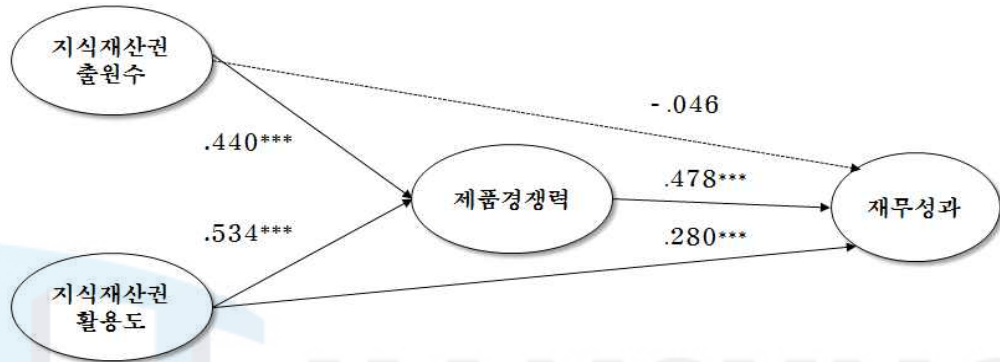 지식재산권
출원수
- .046
.440***
.478***
제품경쟁력
재무성과
.534***
.280***
지식재산권
활용도